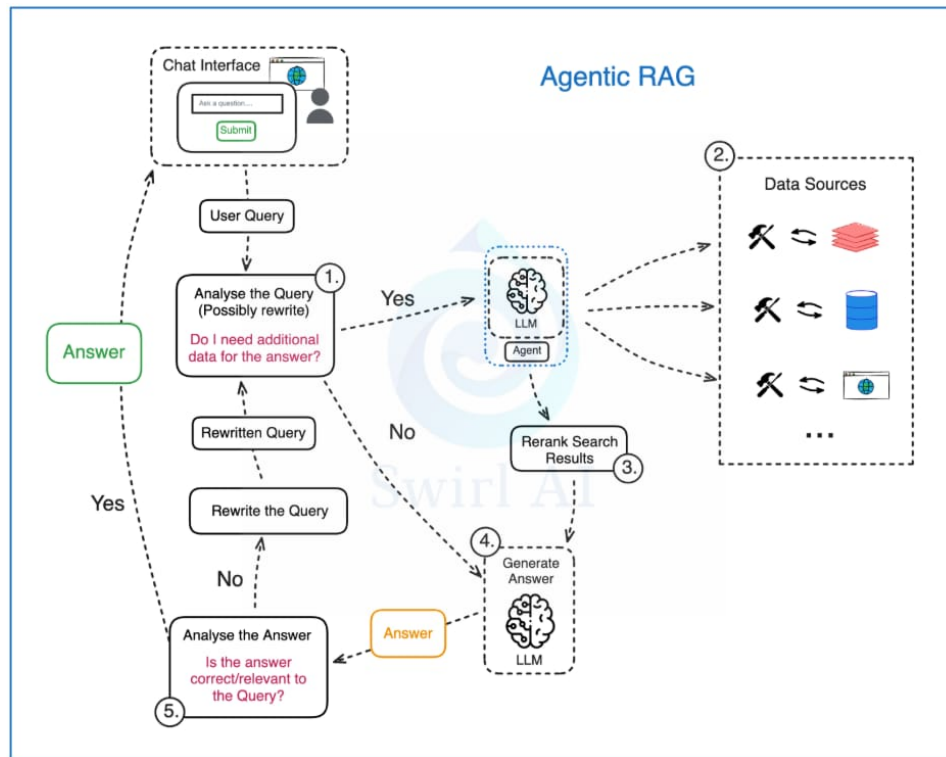 Agentic RAG
Chat Interface
Ask a question....
Submit
User Query
1.
Analyse the Query
(Possibly rewrite)
Do I need additional
data for the answer?
Yes
LLM
Agent
2.
Data Sources
...
Answer
Rewritten Query
No
Rerank Search
Results
3.
Swirl AI
Yes
Rewrite the Query
No
4.
Generate
Answer
LLM
Answer
Analyse the Answer
Is the answer
correct/relevant to
the Query?
5.